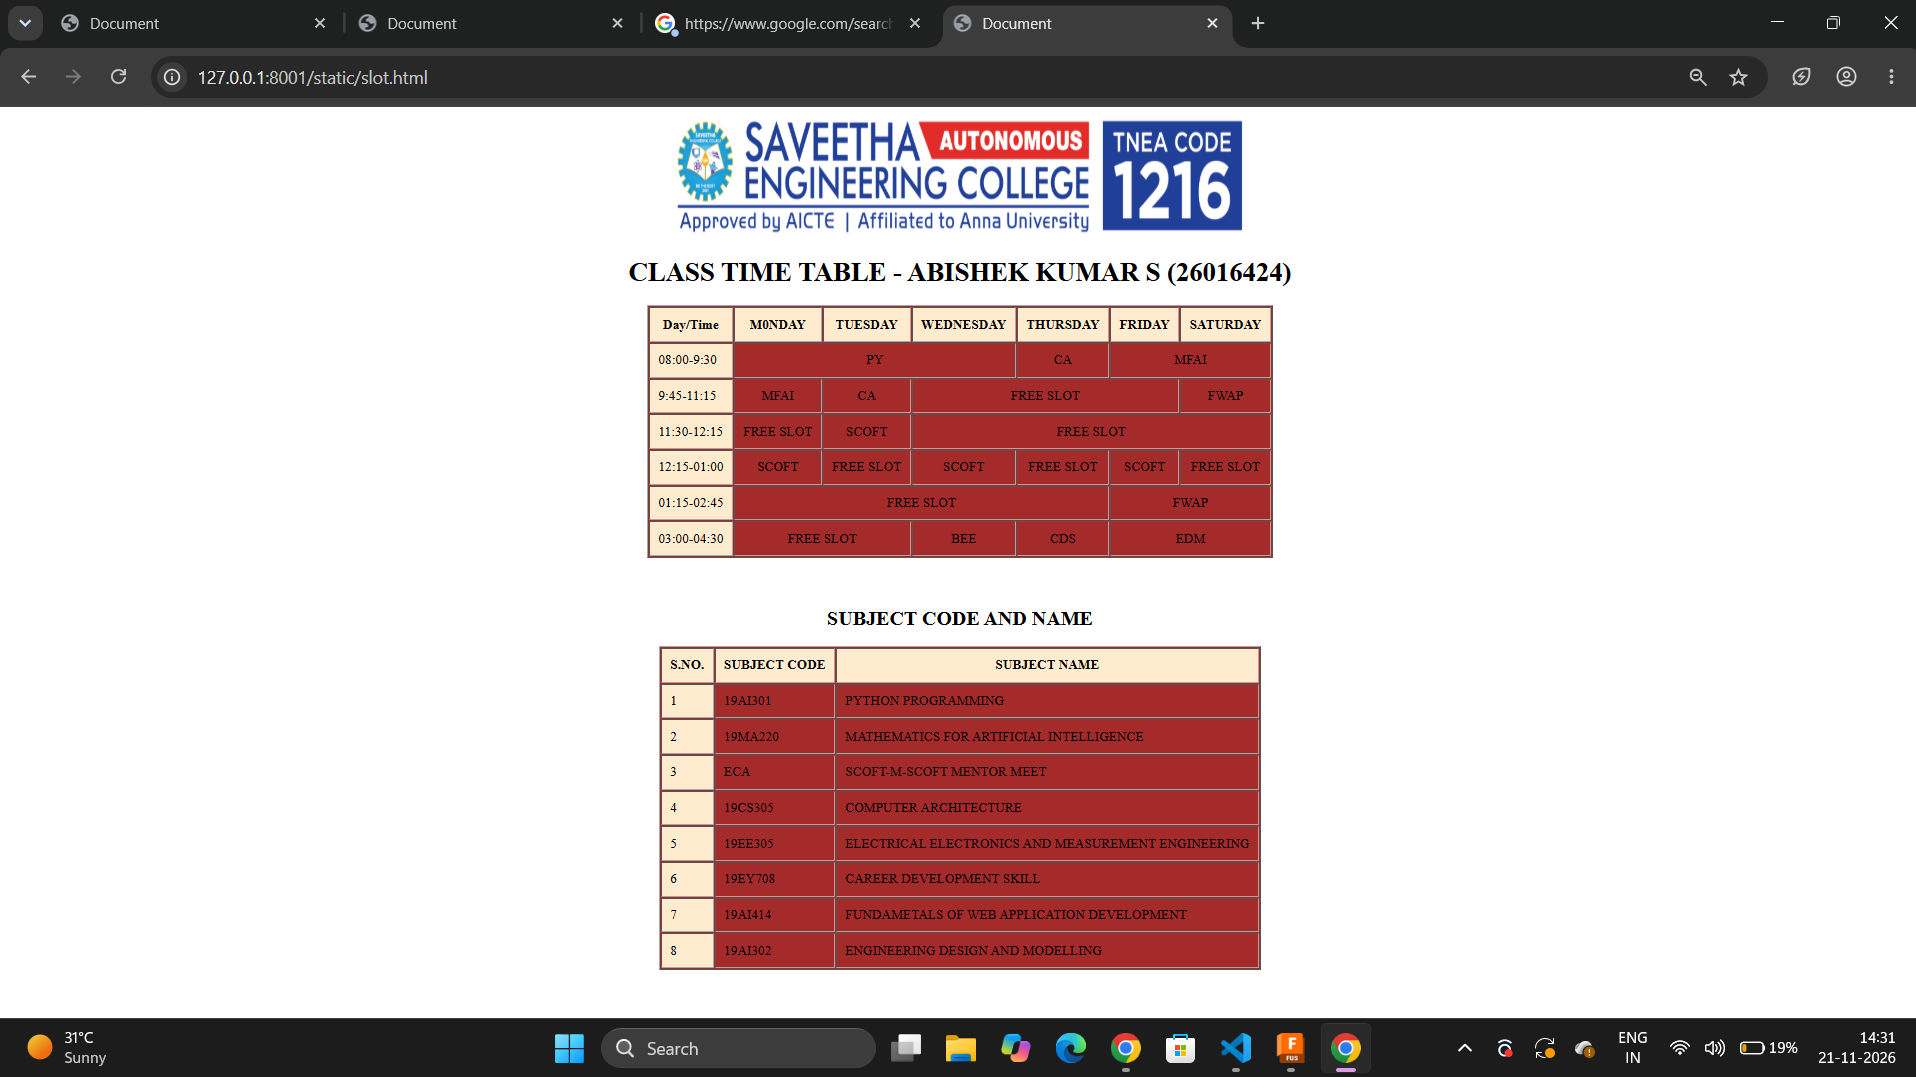 Document
Document
https://www.google.com/searc
Document
127.0.0.1:8001/static/slot.html
SAVEETHA AUTONOMOUS
ENGINEERING COLLEGE
Approved by AICTE | Affiliated to Anna University
TNEA CODE
1216
CLASS TIME TABLE - ABISHEK KUMAR S (26016424)
Day/Time M0NDAY TUESDAY WEDNESDAY THURSDAY FRIDAY SATURDAY
08:00-9:30 PY CA MFAI
9:45-11:15 MFAI CA FREE SLOT FWAP
11:30-12:15 FREE SLOT SCOFT FREE SLOT
12:15-01:00 SCOFT FREE SLOT SCOFT FREE SLOT SCOFT FREE SLOT
01:15-02:45 FREE SLOT FWAP
03:00-04:30 FREE SLOT BEE CDS EDM
SUBJECT CODE AND NAME
S.NO. SUBJECT CODE SUBJECT NAME
1 19AI301 PYTHON PROGRAMMING
2 19MA220 MATHEMATICS FOR ARTIFICIAL INTELLIGENCE
3 ECA SCOFT-M-SCOFT MENTOR MEET
4 19CS305 COMPUTER ARCHITECTURE
5 19EE305 ELECTRICAL ELECTRONICS AND MEASUREMENT ENGINEERING
6 19EY708 CAREER DEVELOPMENT SKILL
7 19AI414 FUNDAMETALS OF WEB APPLICATION DEVELOPMENT
8 19AI302 ENGINEERING DESIGN AND MODELLING
31°C
Sunny
Search
F
FUS
ENG
IN
19%
14:31
21-11-2026